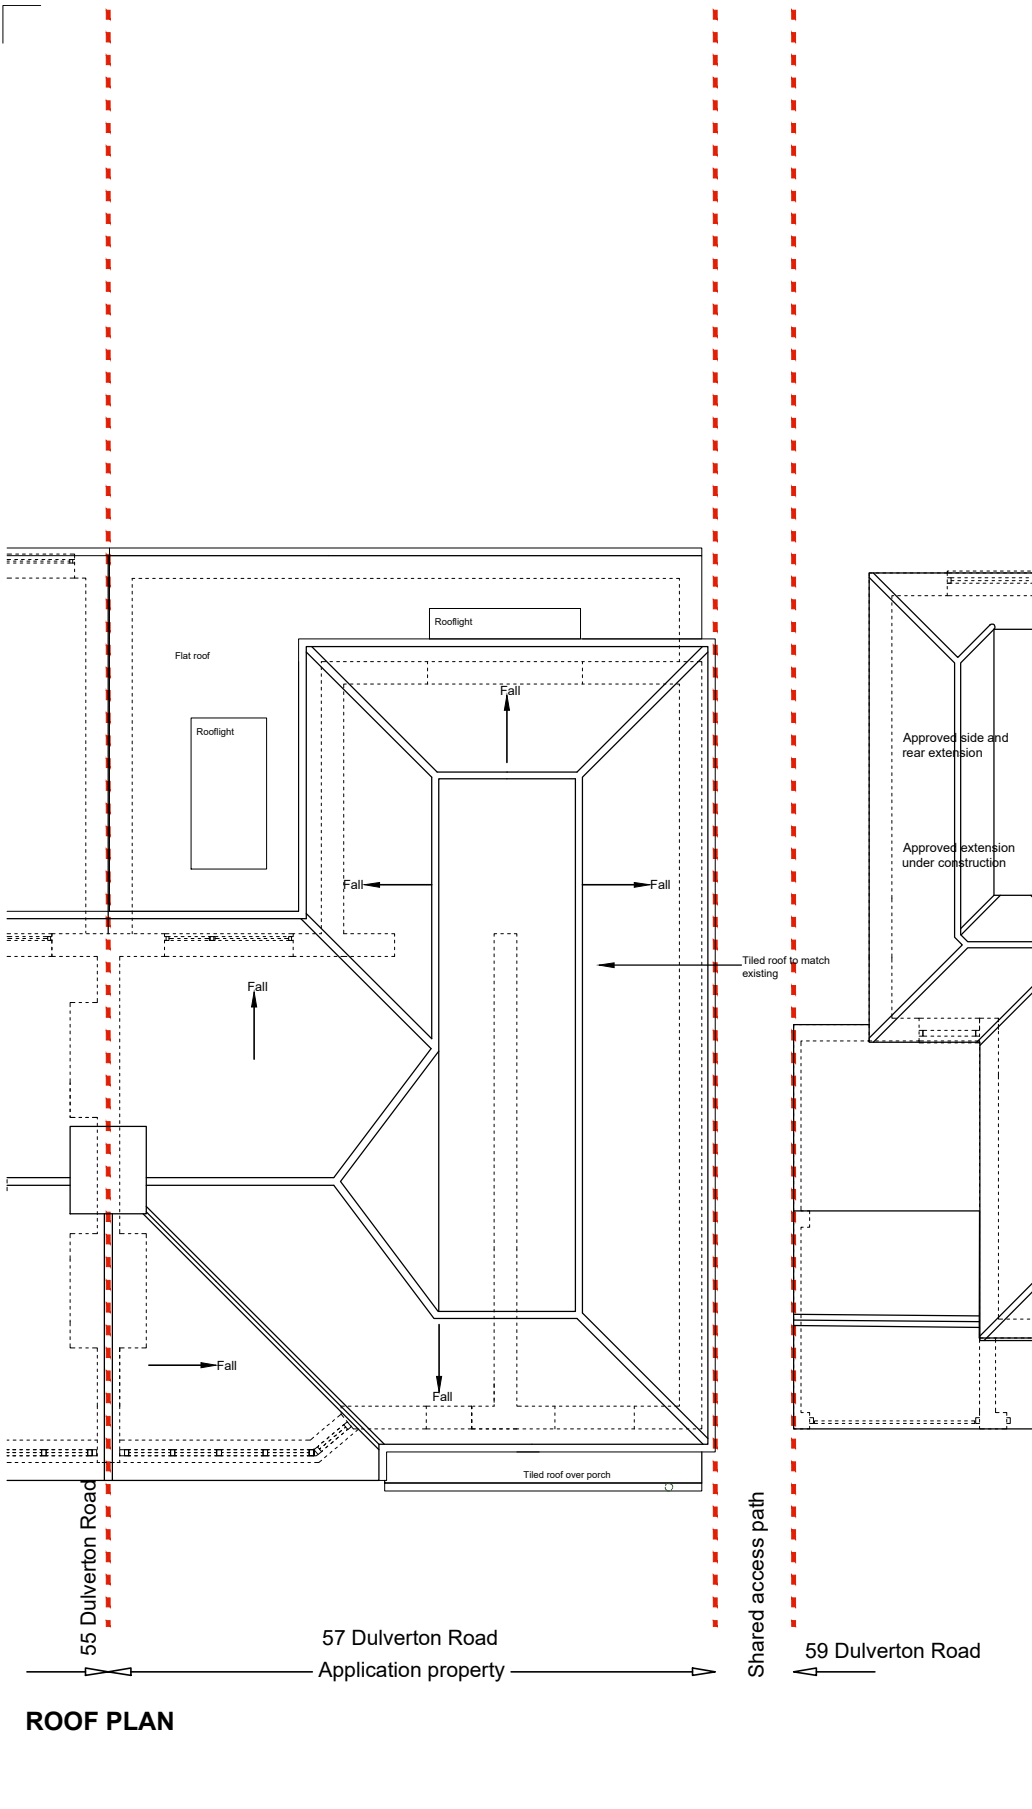 Rooflight
Flat roof
Fall
Rooflight
Approved side and
rear extension
Approved extension
under construction
Fall
Fall
Tiled roof to match
existing
Fall
Fall
Fall
Tiled roof over porch
55 Dulverton Road
57 Dulverton Road
Application property
Shared access path
59 Dulverton Road
ROOF PLAN